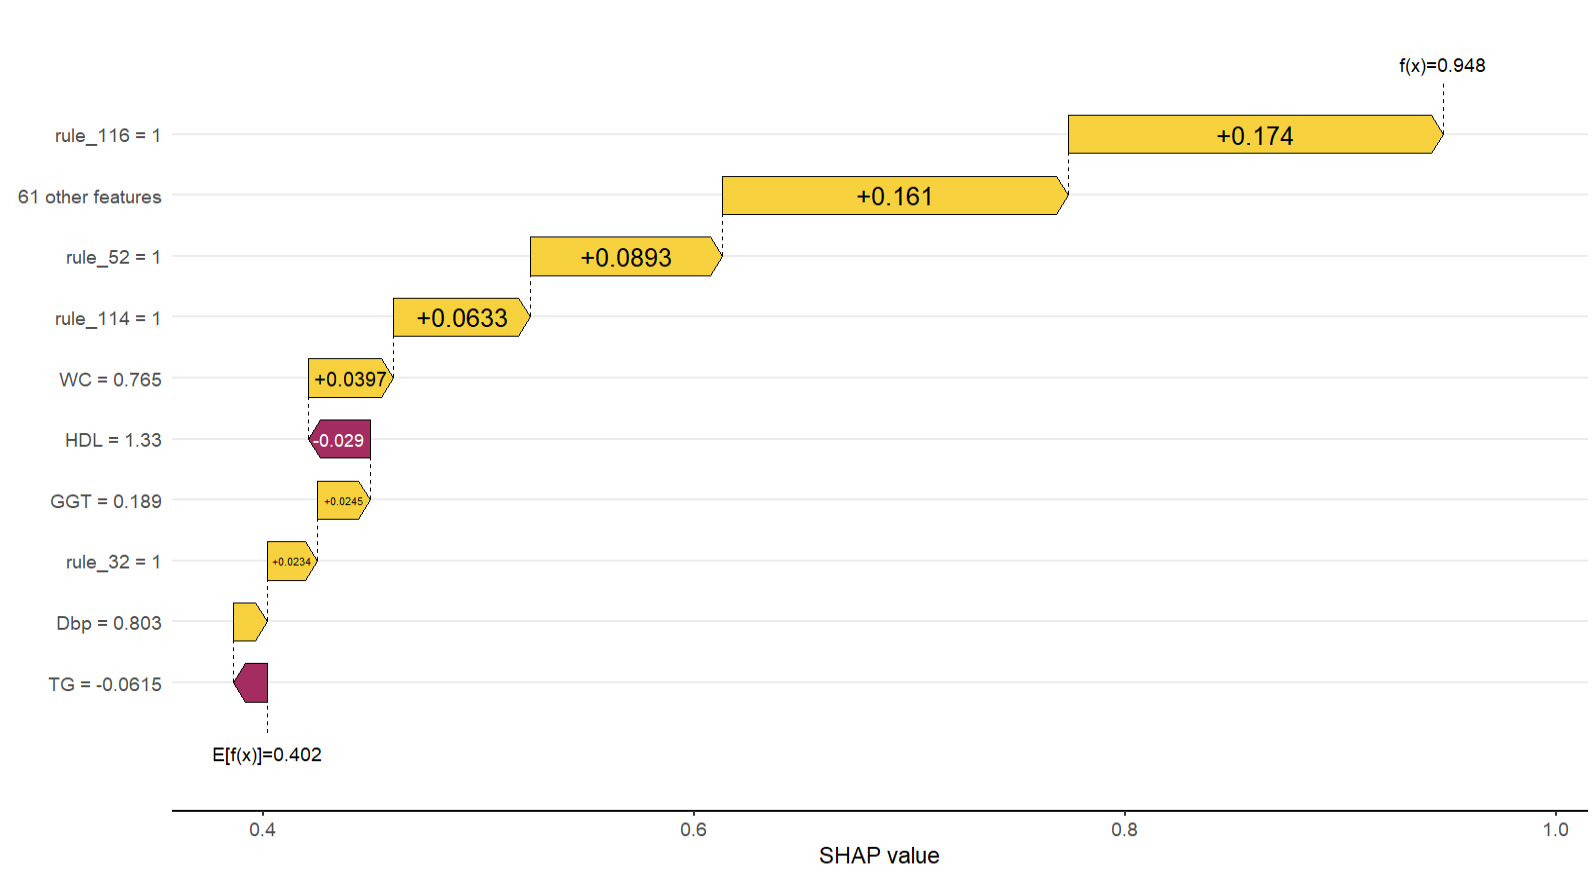 f(x)=0.948
rule_116 = 1
+0.174
61 other features
+0.161
rule_52 = 1
+0.0893
rule_114 = 1
+0.0633
WC = 0.765
+0.0397
HDL = 1.33
-0.029
GGT = 0.189
+0.0245
rule_32 = 1
+0.0234
Dbp = 0.803
TG = -0.0615
E[f(x)]=0.402
0.4 0.6 0.8 1.0
SHAP value